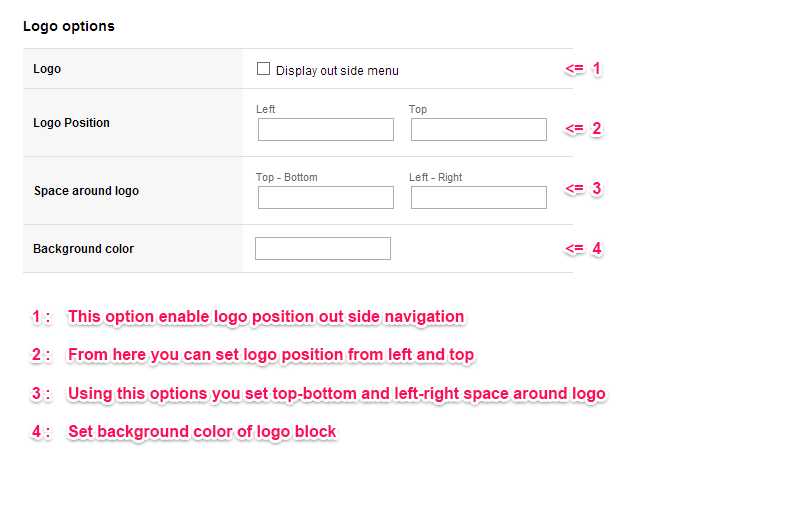 Logo options
Logo
Display out side menu
<= 1
Left
Top
Logo Position
<= 2
Top - Bottom
Left - Right
Space around logo
<= 3
Background color
<= 4
1 : This option enable logo position out side navigation
2 : From here you can set logo position from left and top
3 : Using this options you set top-bottom and left-right space around logo
4 : Set background color of logo block